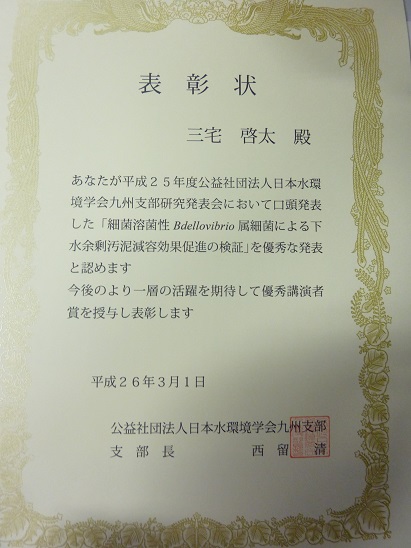 表彰状
三宅 啓太 殿
あなたが平成25年度公益社団法人日本水環
境学会九州支部研究発表会において口頭発表
した「細菌溶菌性 Bdellovibrio 属細菌による下
水余剰汚泥減容効果促進の検証」を優秀な発表
と認めます
今後のより一層の活躍を期待して優秀講演者
賞を授与し表彰します
平成26年3月1日
公益社団法人日本水環境学会九州支部
支部長 西留 清